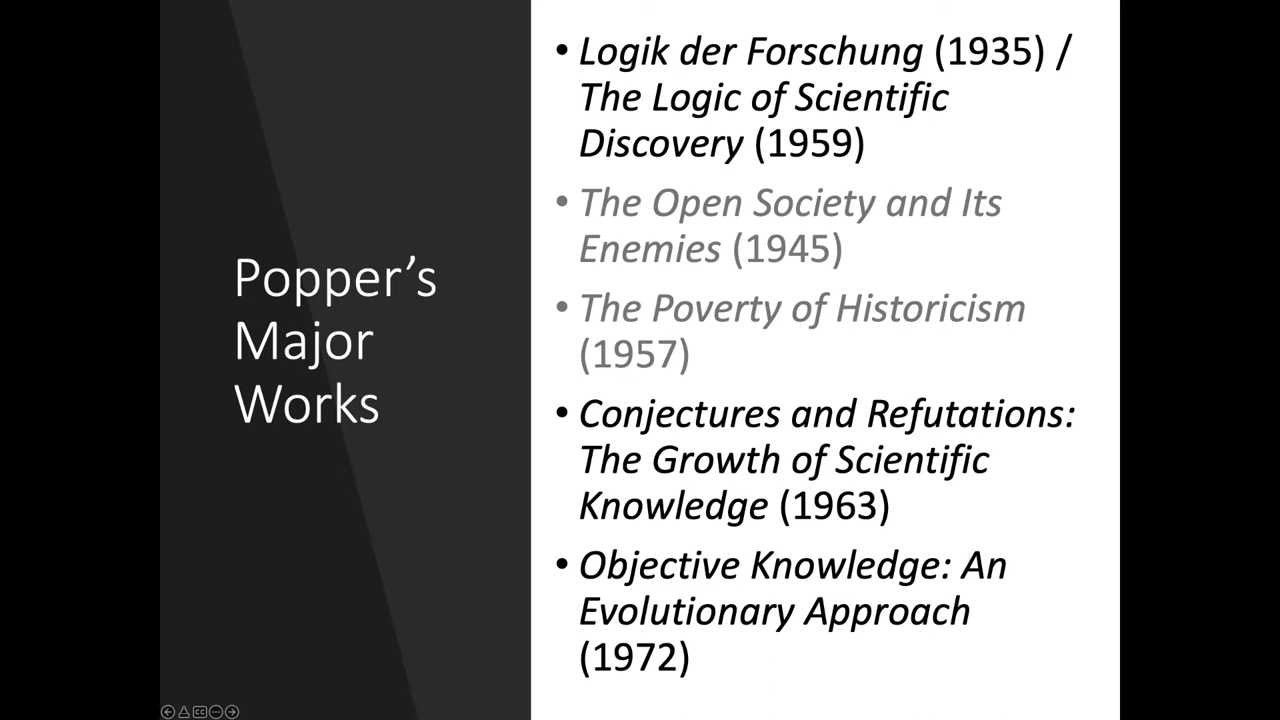 Popper’s
Major
Works
• Logik der Forschung (1935) /
The Logic of Scientific
Discovery (1959)
• The Open Society and Its
Enemies (1945)
• The Poverty of Historicism
(1957)
• Conjectures and Refutations:
The Growth of Scientific
Knowledge (1963)
• Objective Knowledge: An
Evolutionary Approach
(1972)
CC